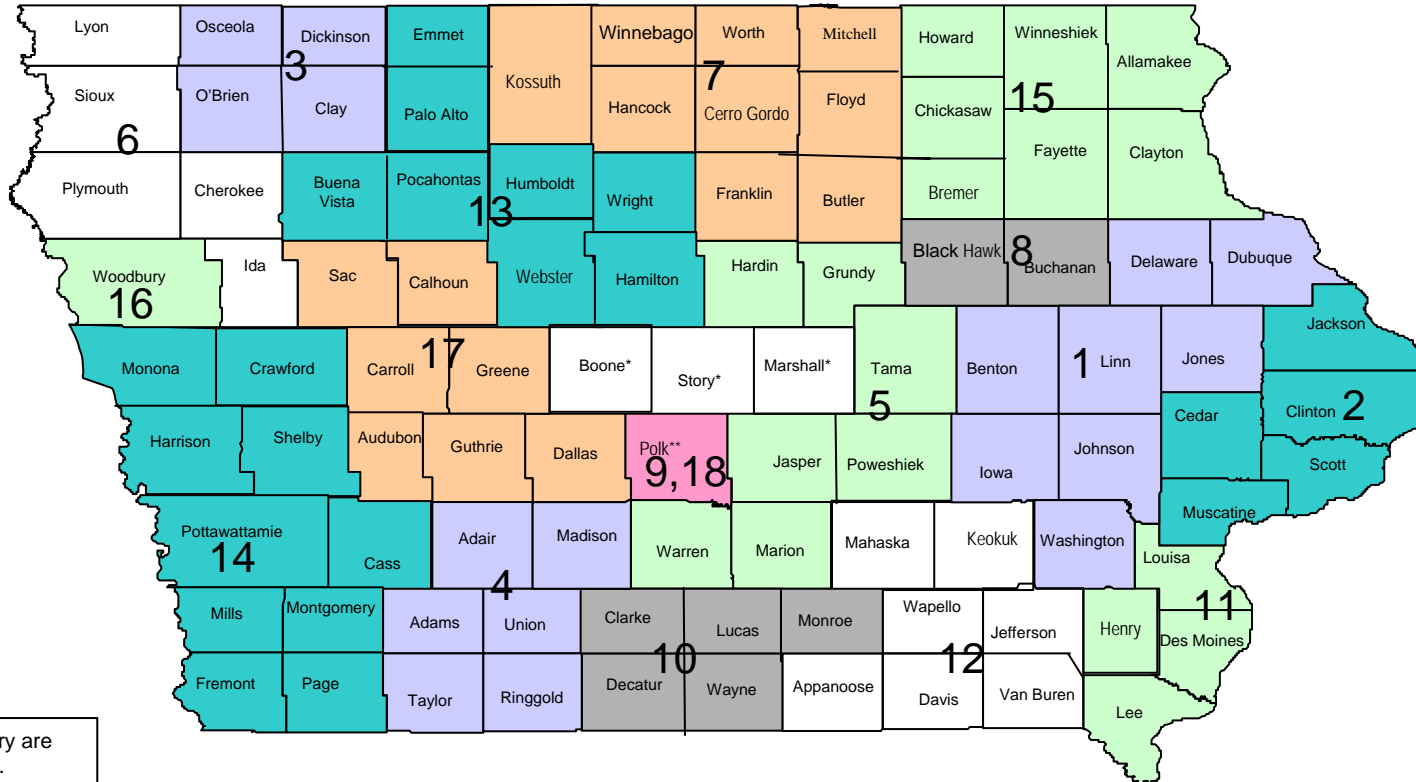 Lyon
Osceola
Dickinson
Emmet
Winnebago
Worth
Mitchell
Howard
Winneshiek
Allamakee
3
Kossuth
7
Sioux
O'Brien
Clay
Palo Alto
Hancock
Cerro Gordo
Floyd
Chickasaw
15
6
Fayette
Clayton
Plymouth
Cherokee
Buena
Vista
Pocahontas
Humboldt
Wright
Franklin
Butler
Bremer
13
Woodbury
16
Ida
Sac
Calhoun
Webster
Hamilton
Hardin
Grundy
Black Hawk
8
Buchanan
Delaware
Dubuque
Jackson
Monona
Crawford
Carroll
17
Greene
Boone*
Story*
Marshall*
Tama
5
Benton
1
Linn
Jones
Cedar
Clinton
2
Harrison
Shelby
Audubon
Guthrie
Dallas
Polk**
9,18
Jasper
Poweshiek
Iowa
Johnson
Scott
Muscatine
Pottawattamie
14
Cass
Adair
Madison
Warren
Marion
Mahaska
Keokuk
Washington
Louisa
4
11
Mills
Montgomery
Adams
Union
Clarke
Lucas
Monroe
Wapello
Jefferson
Henry
Des Moines
10
12
Fremont
Page
Taylor
Ringgold
Decatur
Wayne
Appanoose
Davis
Van Buren
Lee
ry are
.